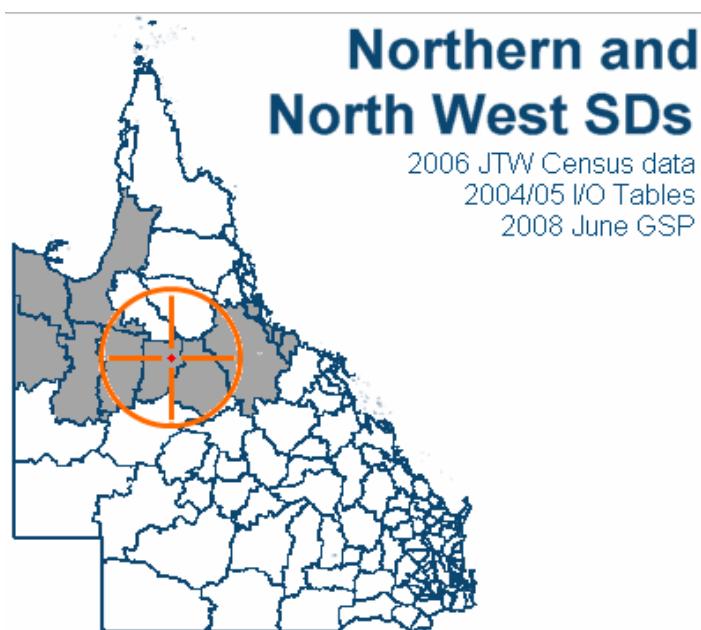 Northern and
North West SDs
2006 JTW Census data
2004/05 I/O Tables
2008 June GSP